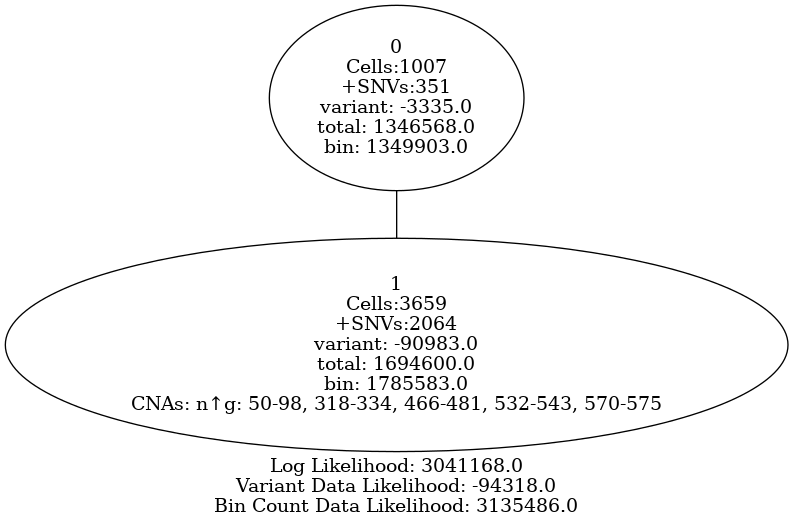 0
Cells:1007
+SNVs:351
variant: -3335.0
total: 1346568.0
bin: 1349903.0
1
Cells:3659
+SNVs:2064
variant: -90983.0
total: 1694600.0
bin: 1785583.0
CNAs: n↑g: 50-98, 318-334, 466-481, 532-543, 570-575
Log Likelihood: 3041168.0
Variant Data Likelihood: -94318.0
Bin Count Data Likelihood: 3135486.0